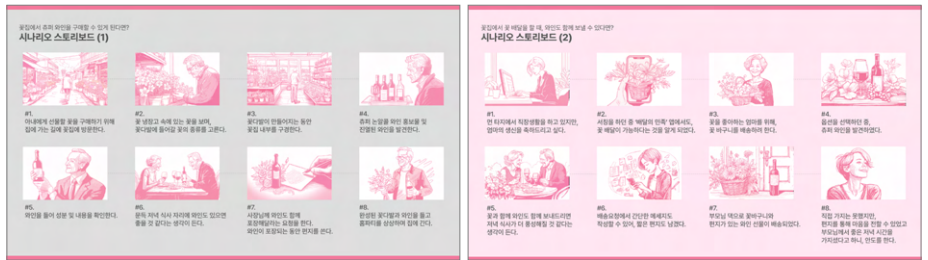 꽃집에서 츄퍼 와인을 구매할 수 있게 된다면?
시나리오 스토리보드 (1)
#1.
아내에게 선물할 꽃을 구매하기 위해
집에 가는 길에 꽃집에 방문한다.
#2.
꽃 냉장고 속에 있는 꽃을 보며,
꽃다발에 들어갈 꽃의 종류를 고른다.
#3.
꽃다발이 만들어지는 동안
꽃집 내부를 구경한다.
#4.
츄퍼 논알콜 와인 홍보물 및
진열된 와인을 발견한다.
#5.
와인을 들어 성분 및 내용을 확인한다.
#6.
문득 저녁 식사 자리에 와인도 있으면
좋을 것 같다는 생각이 든다.
#7.
사장님께 와인도 함께
포장해달라는 요청을 한다.
와인이 포장되는 동안 편지를 쓴다.
#8.
완성된 꽃다발과 와인을 들고
홈파티를 상상하며 집에 간다.
꽃집에서 꽃 배달을 할 때, 와인도 함께 보낼 수 있다면?
시나리오 스토리보드 (2)
#1.
먼 타지에서 직장생활을 하고 있지만,
엄마의 생신을 축하드리고 싶다.
#2.
서칭을 하던 중 '배달의 민족' 앱에서도,
꽃 배달이 가능하다는 것을 알게 되었다.
#3.
꽃을 좋아하는 엄마를 위해,
꽃 바구니를 배송하려 한다.
#4.
옵션을 선택하던 중,
츄퍼 와인을 발견하였다.
#5.
꽃과 함께 와인도 함께 보내드리면
저녁 식사가 더 풍성해질 것 같다는
생각이 든다.
#6.
배송요청에서 간단한 메세지도
작성할 수 있어, 짧은 편지도 남겼다.
#7.
부모님 댁으로 꽃바구니와
편지가 있는 와인 선물이 배송되었다.
#8.
직접 가지는 못했지만,
편지를 통해 마음을 전할 수 있었고
부모님께서 좋은 저녁 시간을
가지셨다고 하니, 안도를 한다.